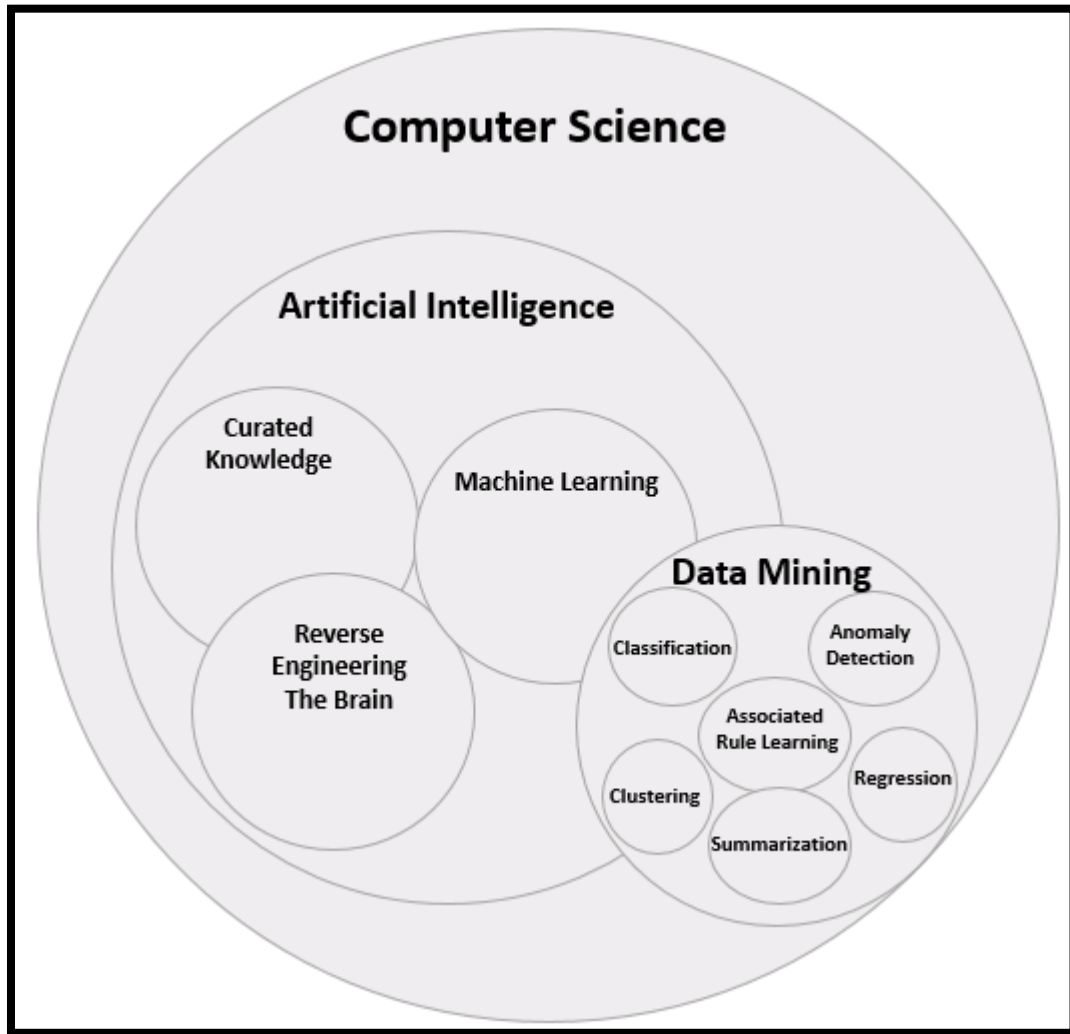 Computer Science
Artificial Intelligence
Curated
Knowledge
Machine Learning
Reverse
Engineering
The Brain
Data Mining
Classification
Anomaly
Detection
Associated
Rule Learning
Clustering
Regression
Summarization